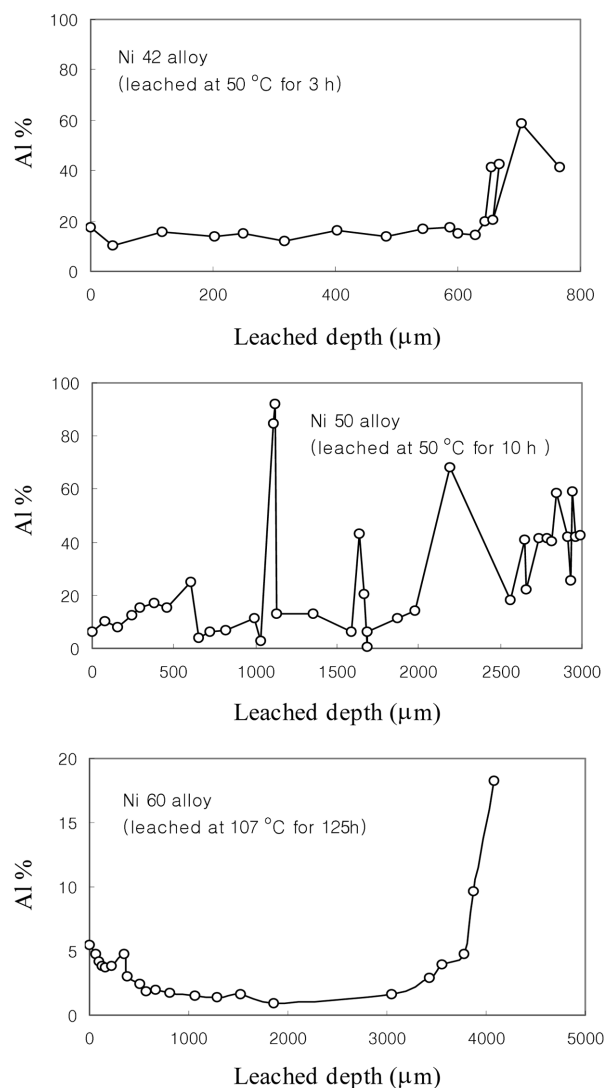 100
80
60
40
20
0
Al %
Ni 42 alloy
(leached at 50 °C for 3 h)
0 200 400 600 800
Leached depth (μm)
100
80
60
40
20
0
Al %
Ni 50 alloy
(leached at 50 °C for 10 h )
0 500 1000 1500 2000 2500 3000
Leached depth (μm)
20
15
10
5
0
Al %
Ni 60 alloy
(leached at 107 °C for 125h)
0 1000 2000 3000 4000 5000
Leached depth (μm)